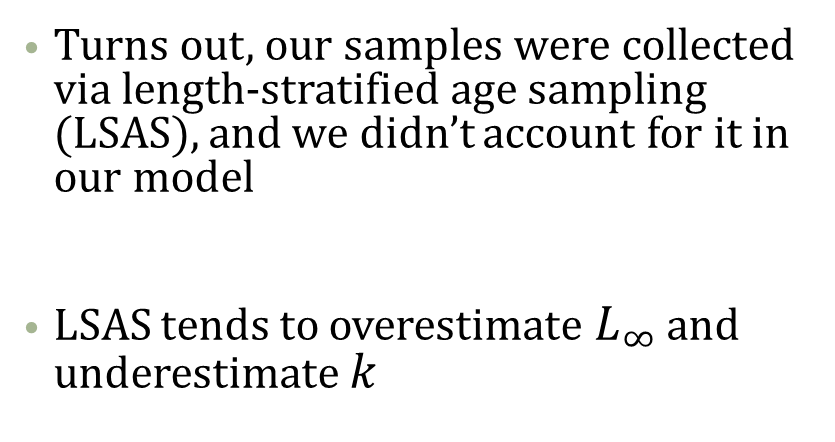 • Turns out, our samples were collected
via length-stratified age sampling
(LSAS), and we didn’t account for it in
our model
• LSAS tends to overestimate L∞ and
underestimate k